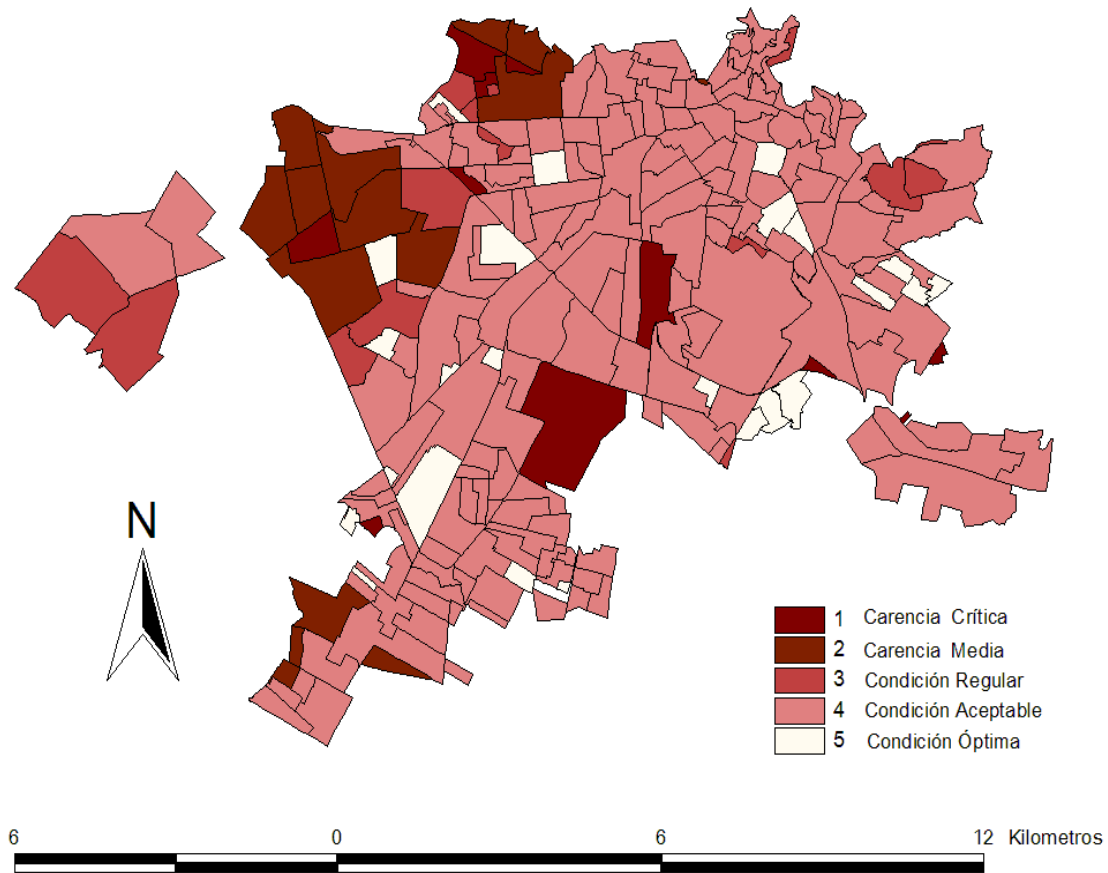 N
1 Carencia Crítica
2 Carencia Media
3 Condición Regular
4 Condición Aceptable
5 Condición Óptima
6 0 6 12 Kilometros